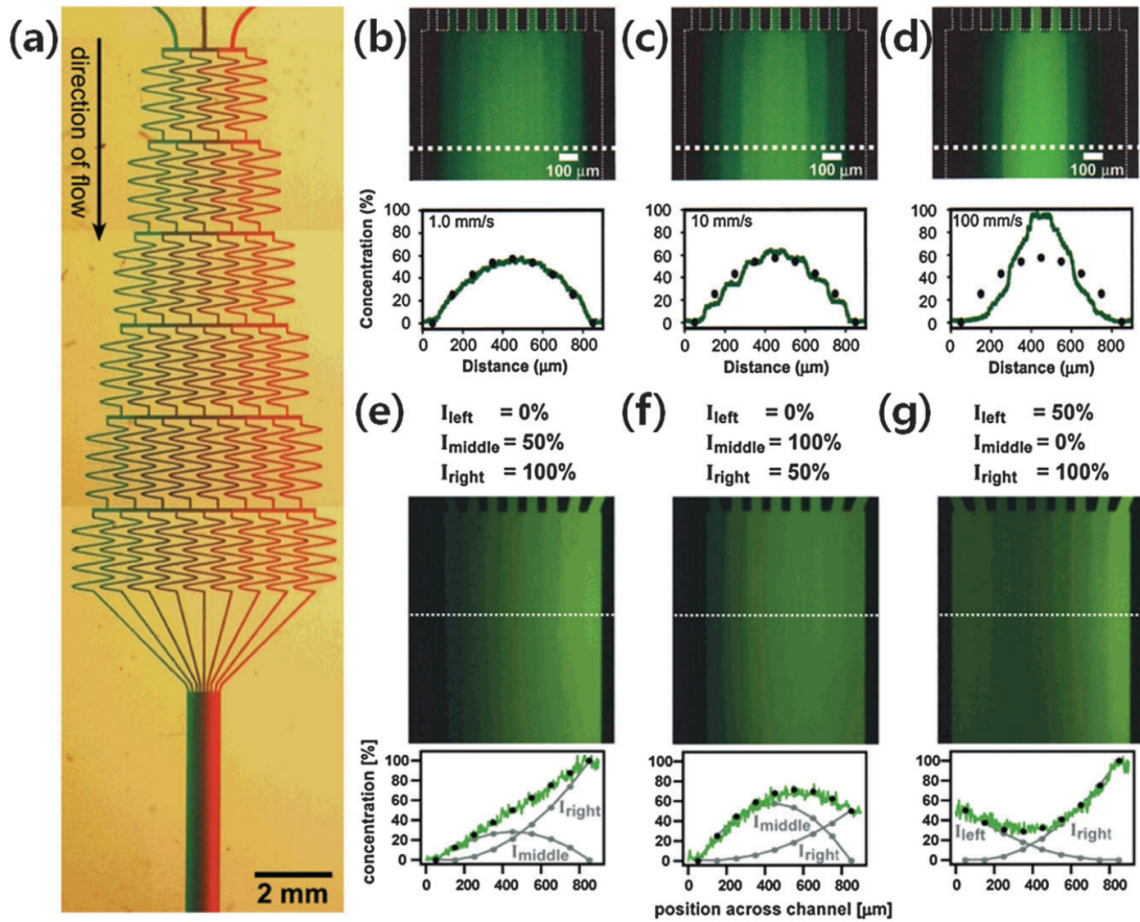 (a)
direction of flow
2 mm
(b)
100 μm
Concentration (%)
100
80
60
40
20
0
1.0 mm/s
0 200 400 600 800
Distance (μm)
(c)
100 μm
100
80
60
40
20
0
10 mm/s
0 200 400 600 800
Distance (μm)
(d)
100 μm
100
80
60
40
20
0
100 mm/s
0 200 400 600 800
Distance (μm)
(e)
Ileft = 0%
Imiddle = 50%
Iright = 100%
concentration [%]
100
80
60
40
20
0
Iright
Imiddle
0 200 400 600 800
(f)
Ileft = 0%
Imiddle = 100%
Iright = 50%
100
80
60
40
20
0
Imiddle
Iright
0 200 400 600 800
position across channel [μm]
(g)
Ileft = 50%
Imiddle = 0%
Iright = 100%
100
80
60
40
20
0
Ileft
Iright
0 200 400 600 800